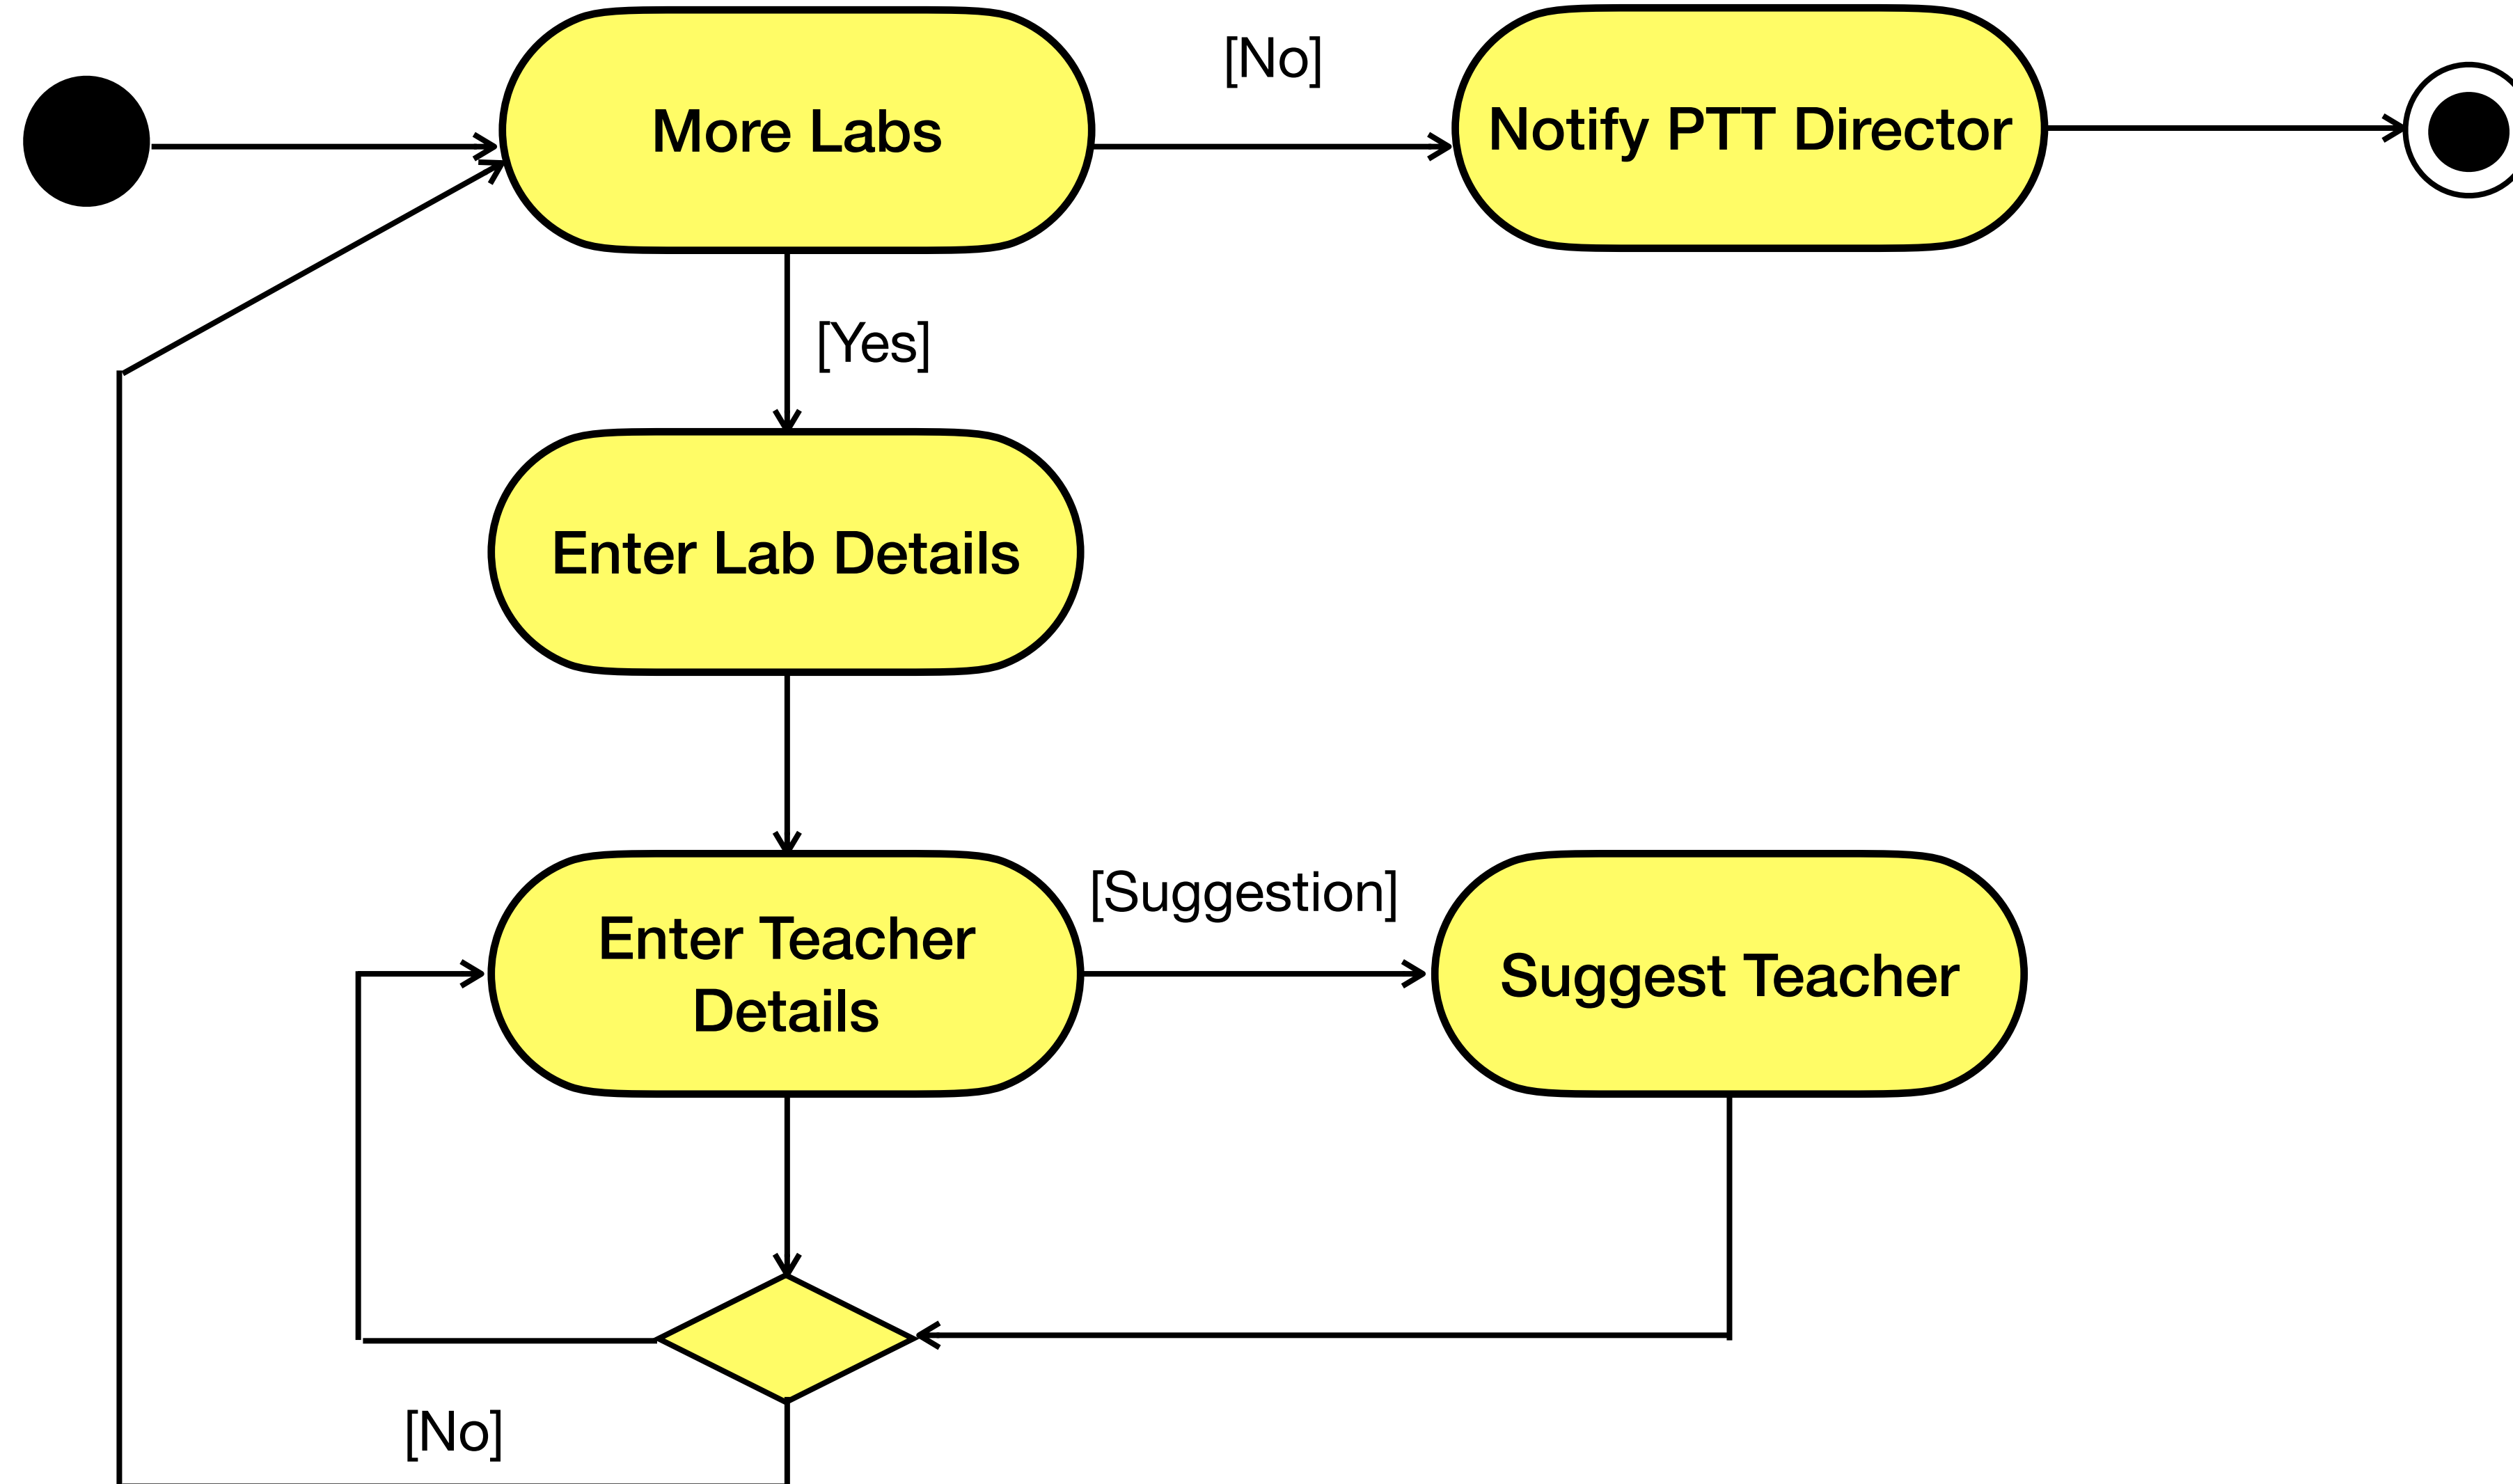 More Labs
[No]
Notify PTT Director
[Yes]
Enter Lab Details
Enter Teacher
Details
[Suggestion]
Suggest Teacher
[No]